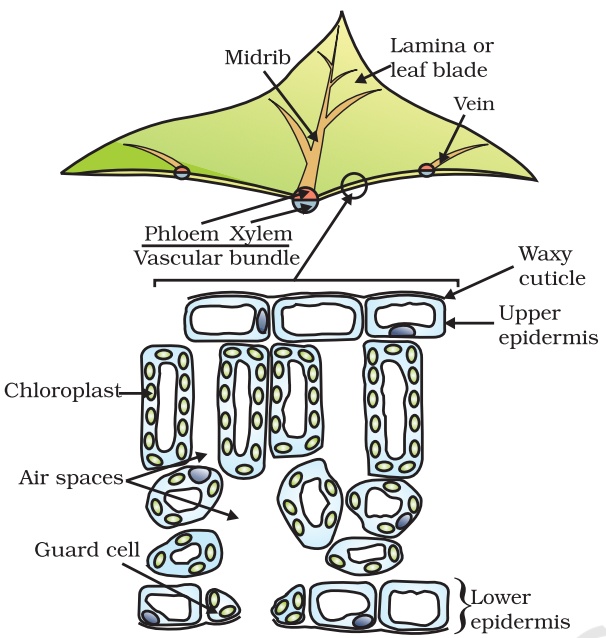 Midrib
Lamina or
leaf blade
Vein
Phloem Xylem
Vascular bundle
Waxy
cuticle
Upper
epidermis
Chloroplast
Air spaces
Guard cell
Lower
epidermis